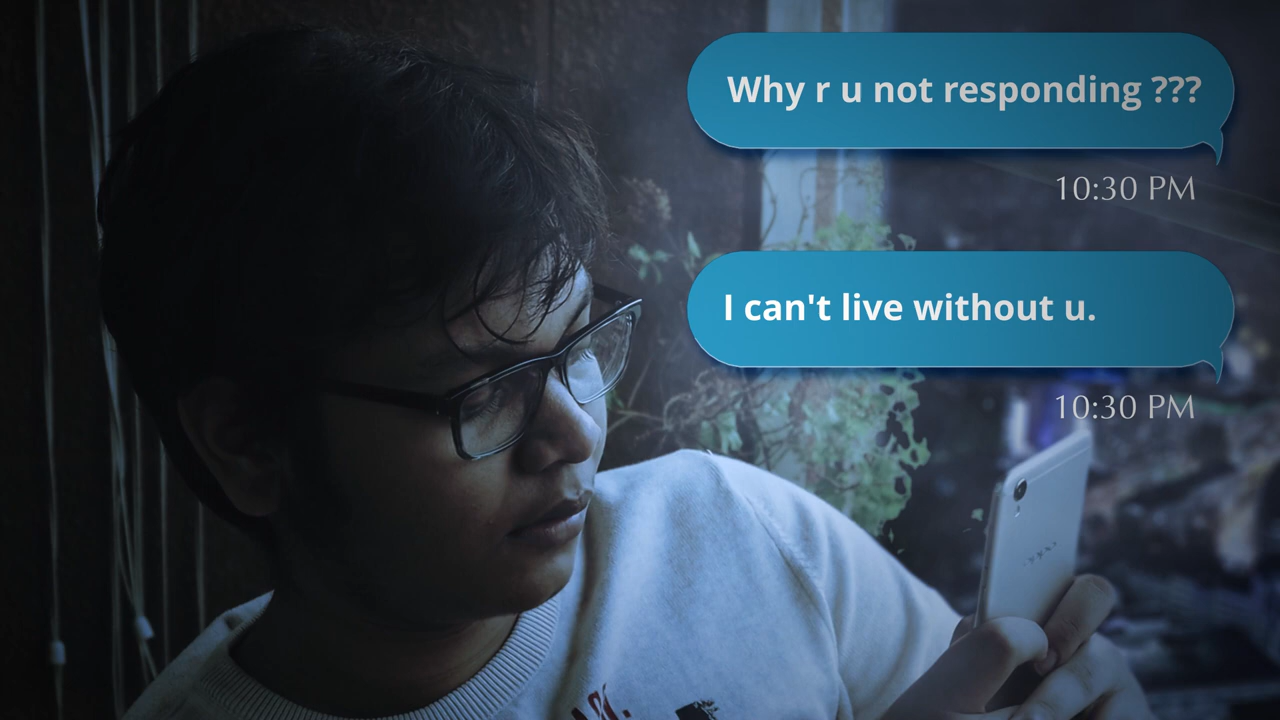 Why r u not responding ???
10:30 PM
I can't live without u.
10:30 PM